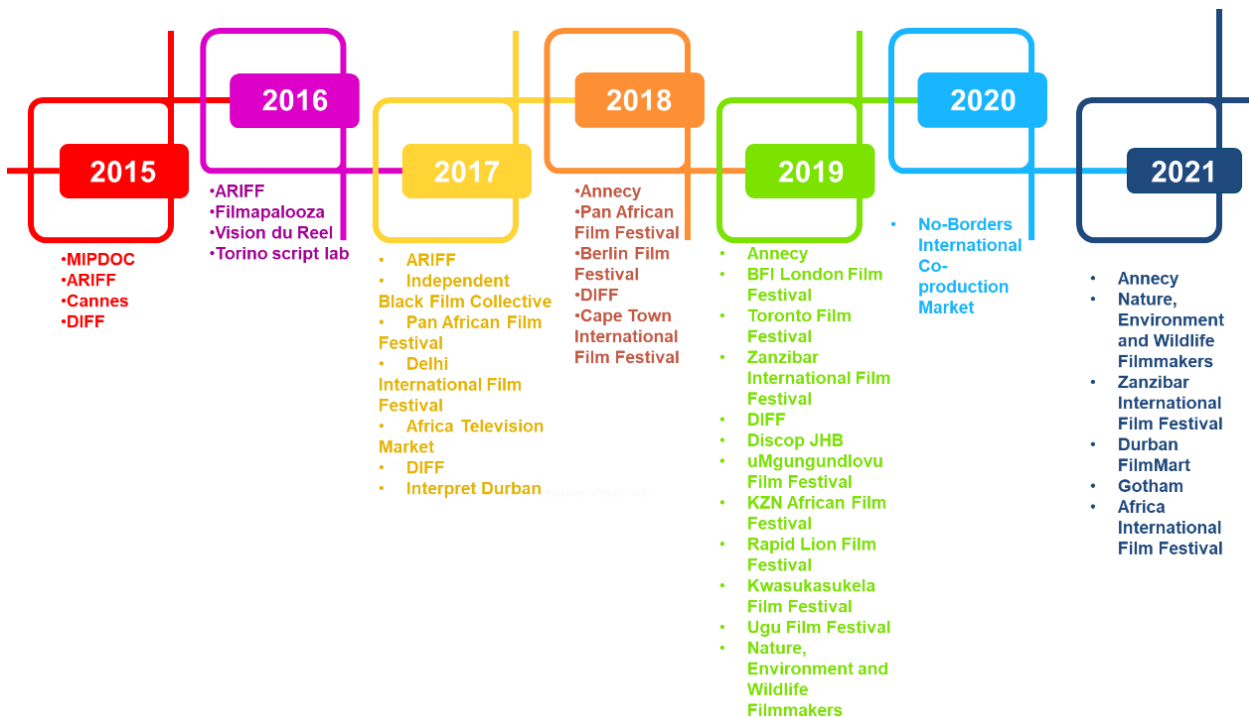 2015
•MIPDOC
•ARIFF
•Cannes
•DIFF
2016
•ARIFF
•Filmapalooza
•Vision du Reel
•Torino script lab
2017
• ARIFF
• Independent
Black Film Collective
• Pan African Film
Festival
• Delhi
International Film
Festival
• Africa Television
Market
• DIFF
• Interpret Durban
2018
•Annecy
•Pan African
Film Festival
•Berlin Film
Festival
•DIFF
•Cape Town
International
Film Festival
2019
• Annecy
• BFI London Film
Festival
• Toronto Film
Festival
• Zanzibar
International Film
Festival
• DIFF
• Discop JHB
• uMgungundlovu
Film Festival
• KZN African Film
Festival
• Rapid Lion Film
Festival
• Kwasukasukela
Film Festival
• Ugu Film Festival
• Nature,
Environment and
Wildlife
Filmmakers
2020
• No-Borders
International
Co-
production
Market
2021
• Annecy
• Nature,
Environment
and Wildlife
Filmmakers
• Zanzibar
International
Film Festival
• Durban
FilmMart
• Gotham
• Africa
International
Film Festival